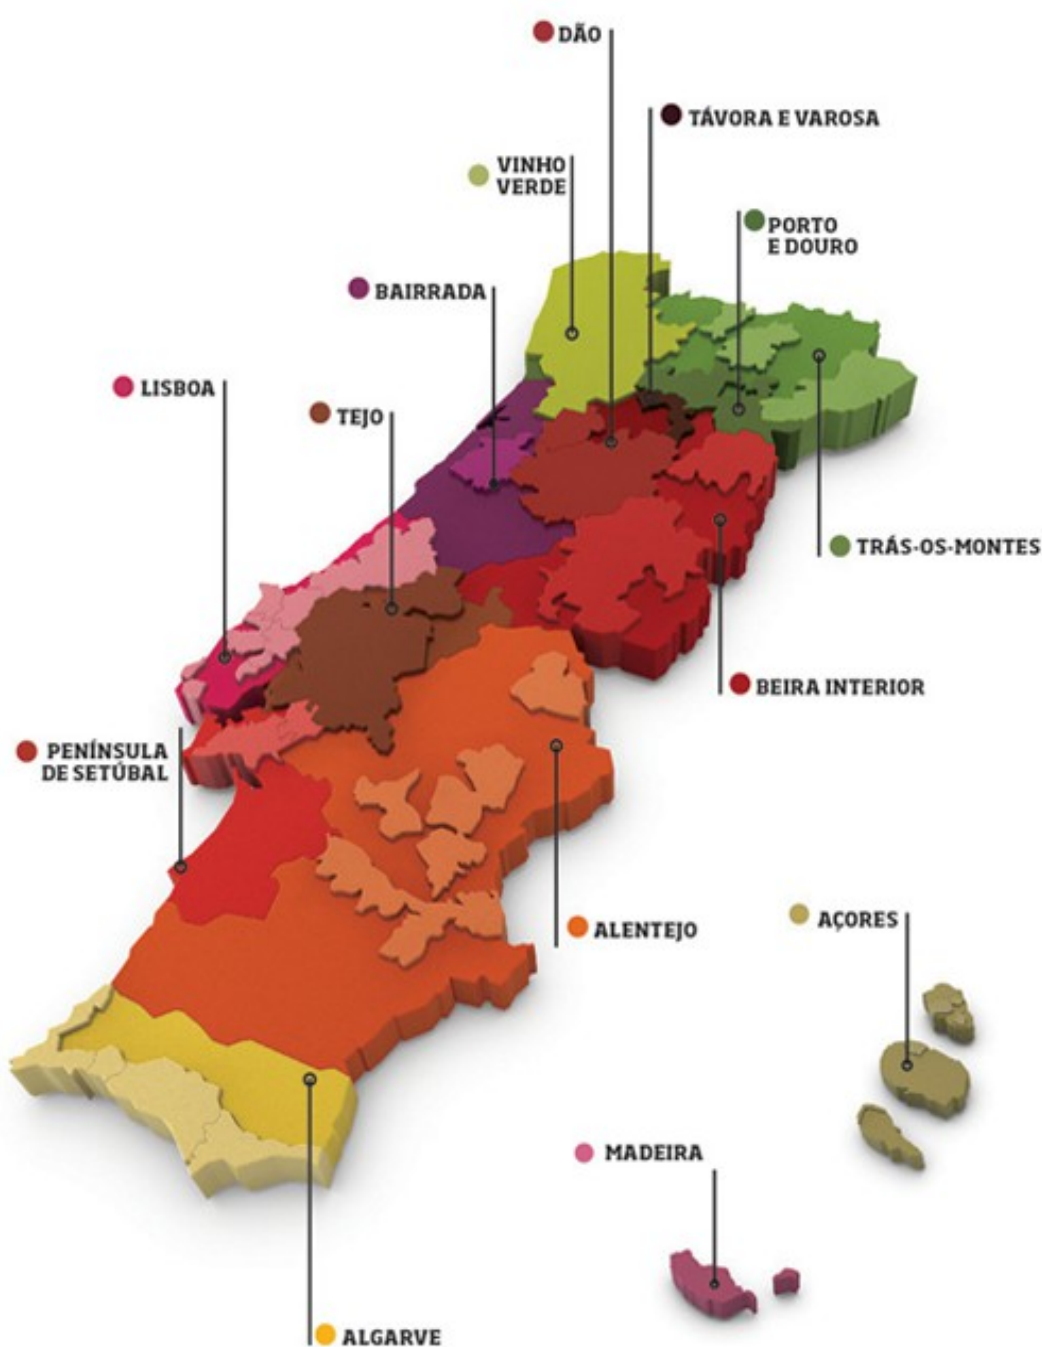 DÃO
TÁVORA E VAROSA
VINHO
VERDE
PORTO
E DOURO
BAIRRADA
LISBOA
TEJO
TRÁS-OS-MONTES
BEIRA INTERIOR
PENÍNSULA
DE SETÚBAL
ALENTEJO
AÇORES
MADEIRA
ALGARVE